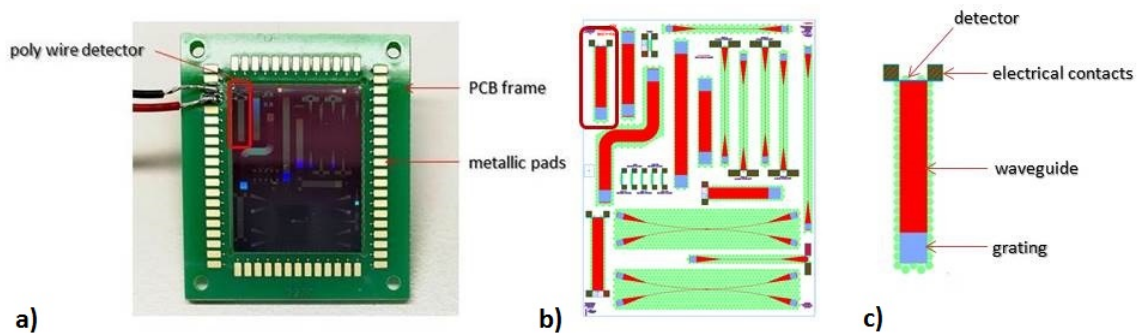 poly wire detector
PCB frame
metallic pads
a)
b)
detector
electrical contacts
waveguide
grating
c)